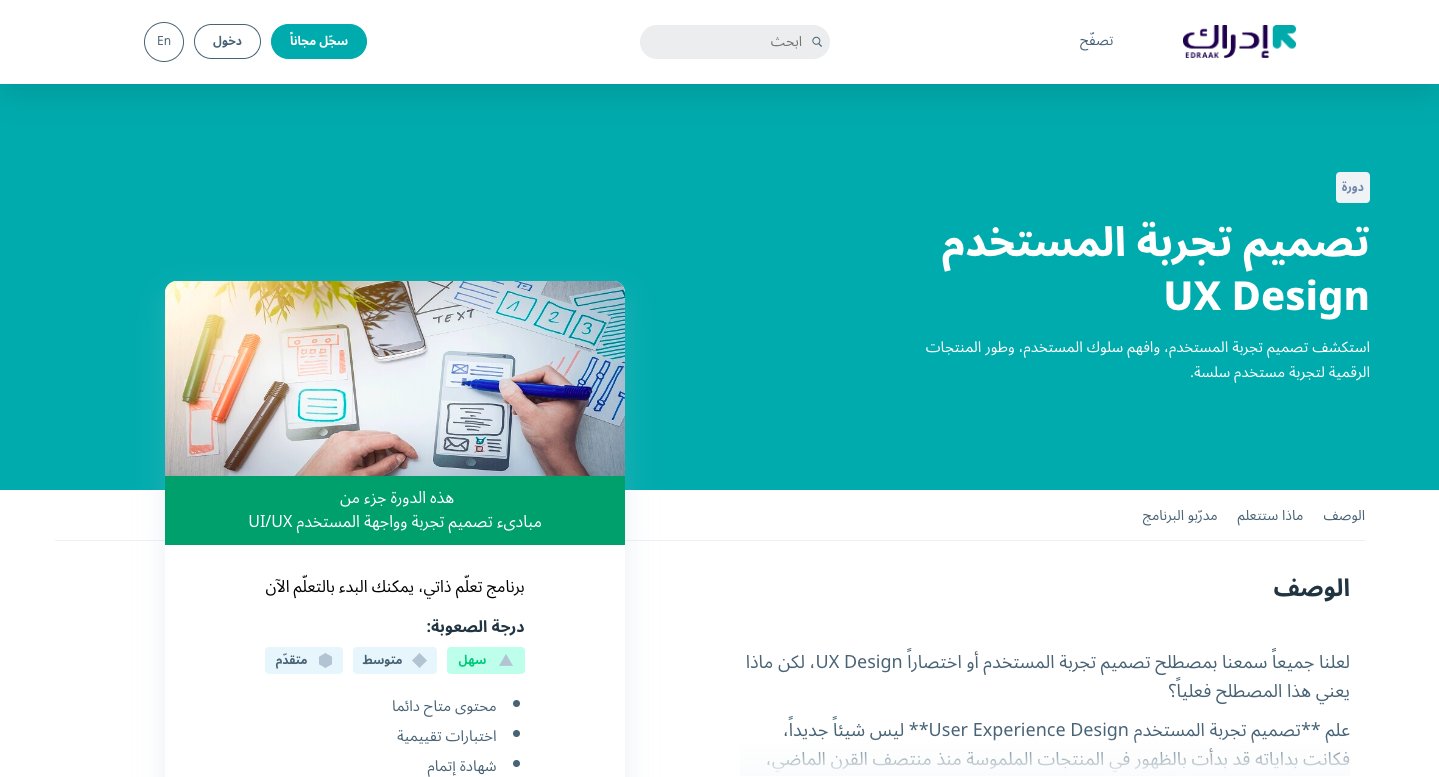 إدراك
EDRAAK
تصفّح
ابحث
سجّل مجاناً
دخول
En
دورة
تصميم تجربة المستخدم
UX Design
استكشف تصميم تجربة المستخدم، وافهم سلوك المستخدم، وطور المنتجات
الرقمية لتجربة مستخدم سلسة.
TEXT
1
2
3
هذه الدورة جزء من
مبادىء تصميم تجربة وواجهة المستخدم UI/UX
الوصف
ماذا ستتعلم
مدرّبو البرنامج
برنامج تعلّم ذاتي، يمكنك البدء بالتعلّم الآن
درجة الصعوبة:
سهل
متوسط
متقدّم
محتوى متاح دائما
اختبارات تقييمية
شهادة إتمام
الوصف
لعلنا جميعاً سمعنا بمصطلح تصميم تجربة المستخدم أو اختصاراً UX Design، لكن ماذا
يعني هذا المصطلح فعلياً؟
علم **تصميم تجربة المستخدم User Experience Design** ليس شيئاً جديداً،
فكانت بداياته قد بدأت بالظهور في المنتجات الملموسة منذ منتصف القرن الماضي،